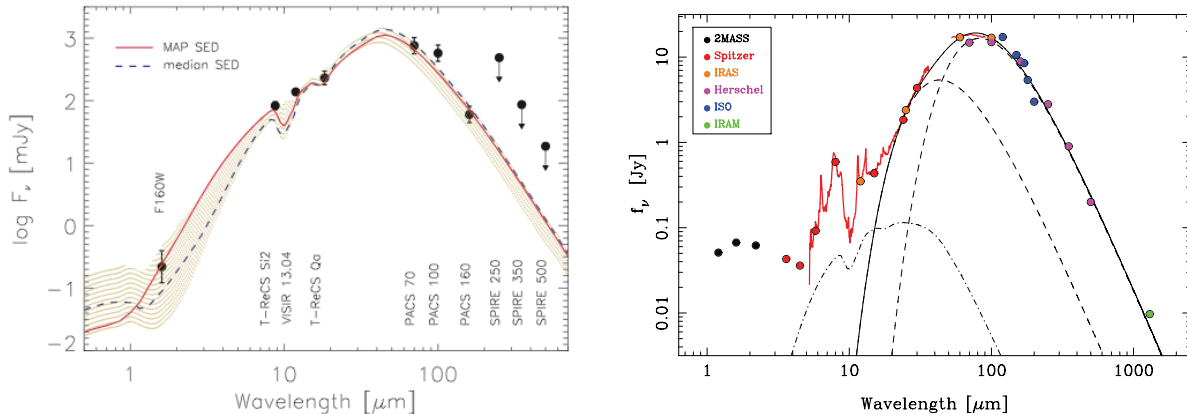 MAP SED
median SED
F160W
T-ReCS Si2
VISIR 13.04
T-ReCS Qa
PACS 70
PACS 100
PACS 160
SPIRE 250
SPIRE 350
SPIRE 500
log Fν [mJy]
3
2
1
0
−1
−2
1 10 100
Wavelength [μm]
2MASS
Spitzer
IRAS
Herschel
ISO
IRAM
fν [Jy]
10
1
0.1
0.01
1 10 100 1000
Wavelength [μm]